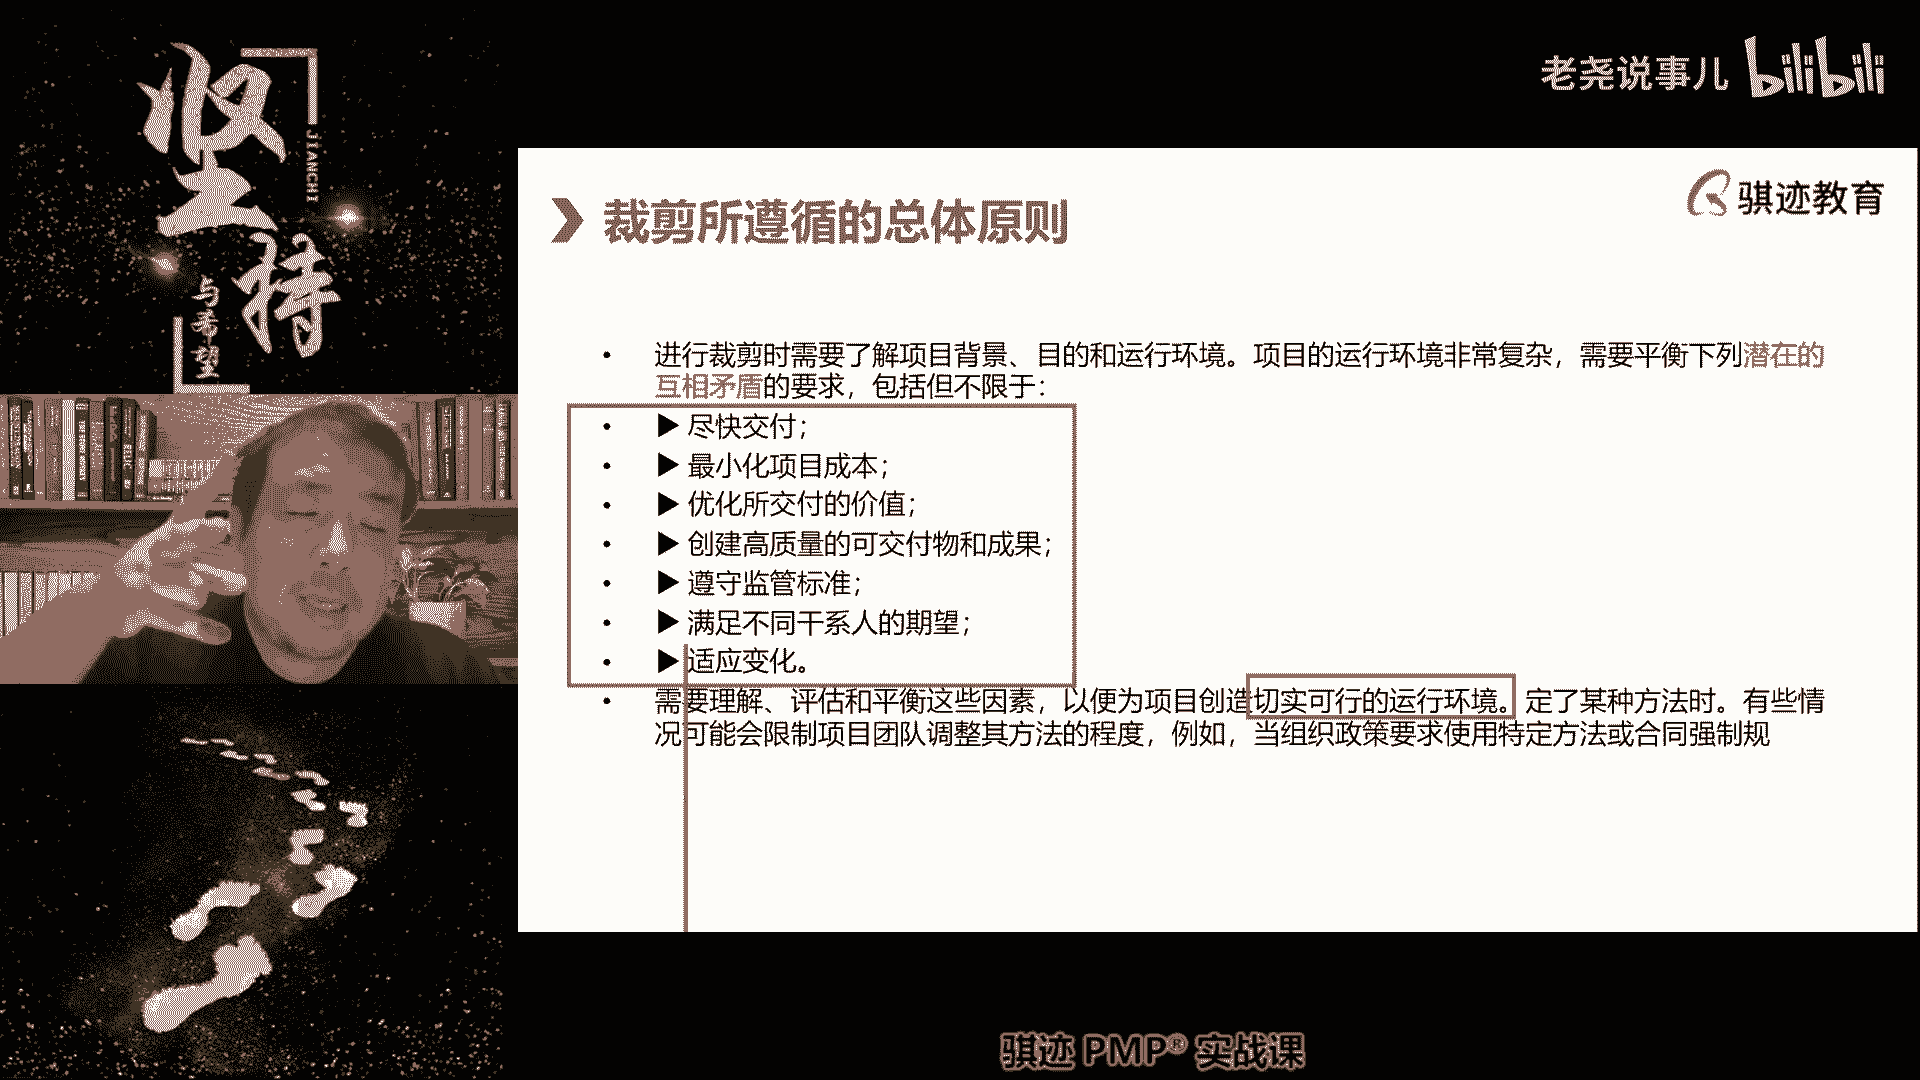 坚持
JIANCHI
与希望
老尧说事儿 bilibili
骐迹教育
裁剪所遵循的总体原则
• 进行裁剪时需要了解项目背景、目的和运行环境。项目的运行环境非常复杂，需要平衡下列潜在的
互相矛盾的要求，包括但不限于：
• ▶ 尽快交付；
• ▶ 最小化项目成本；
• ▶ 优化所交付的价值；
• ▶ 创建高质量的可交付物和成果；
• ▶ 遵守监管标准；
• ▶ 满足不同干系人的期望；
• ▶ 适应变化。
• 需要理解、评估和平衡这些因素，以便为项目创造切实可行的运行环境。定了某种方法时。有些情
况可能会限制项目团队调整其方法的程度，例如，当组织政策要求使用特定方法或合同强制规
骐迹 PMP® 实战课